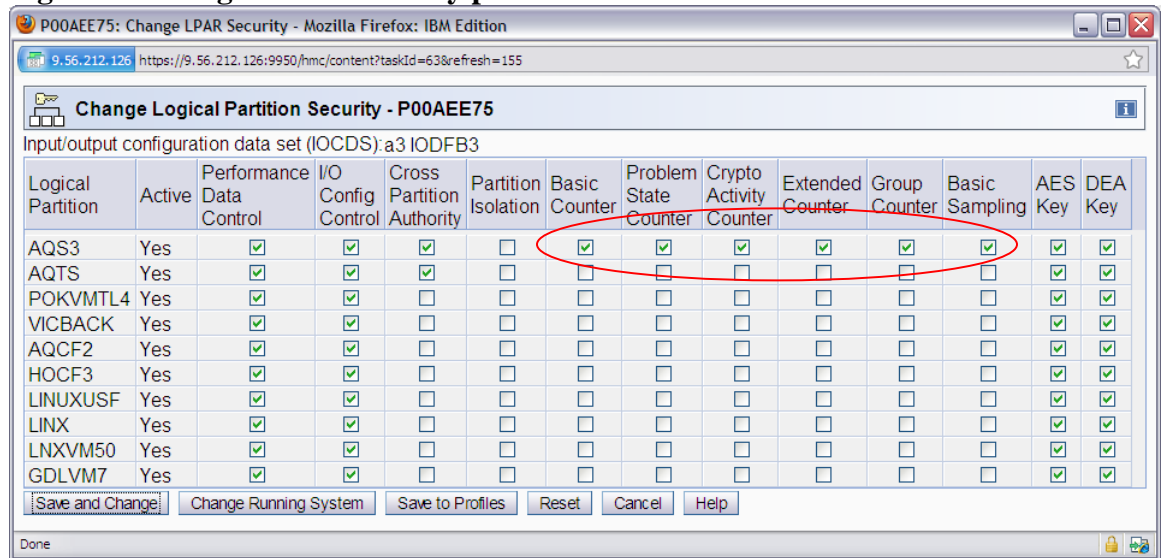 P00AEE75: Change LPAR Security - Mozilla Firefox: IBM Edition
9.56.212.126 https://9.56.212.126:9950/hmc/content?taskId=63&refresh=155
Change Logical Partition Security - P00AEE75
Input/output configuration data set (IOCDS): a3 IODFB3
Logical Partition Active Performance Data Control I/O Config Control Cross Partition Authority Partition Isolation Basic Counter Problem State Counter Crypto Activity Counter Extended Counter Group Counter Basic Sampling AES Key DEA Key
AQS3 Yes
AQTS Yes
POKVMTL4 Yes
VICBACK Yes
AQCF2 Yes
HOCF3 Yes
LINUXUSF Yes
LINX Yes
LNXVM50 Yes
GDLVM7 Yes
Save and Change Change Running System Save to Profiles Reset Cancel Help
Done